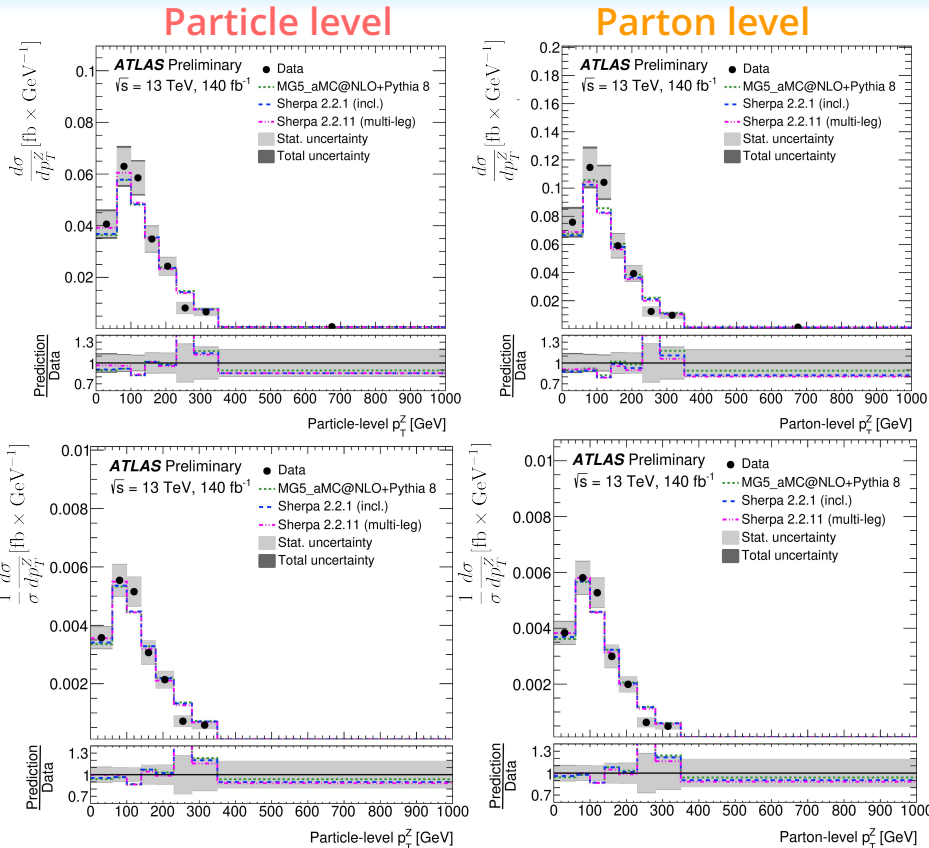 Particle level
Parton level
dσ/dp_T^Z [fb × GeV⁻¹]
0.1
0.08
0.06
0.04
0.02
ATLAS Preliminary
√s = 13 TeV, 140 fb⁻¹
Data
MG5_aMC@NLO+Pythia 8
Sherpa 2.2.1 (incl.)
Sherpa 2.2.11 (multi-leg)
Stat. uncertainty
Total uncertainty
Prediction
Data
1.3
1
0.7
0 100 200 300 400 500 600 700 800 900 1000
Particle-level p_T^Z [GeV]
dσ/dp_T^Z [fb × GeV⁻¹]
0.2
0.18
0.16
0.14
0.12
0.1
0.08
0.06
0.04
0.02
ATLAS Preliminary
√s = 13 TeV, 140 fb⁻¹
Data
MG5_aMC@NLO+Pythia 8
Sherpa 2.2.1 (incl.)
Sherpa 2.2.11 (multi-leg)
Stat. uncertainty
Total uncertainty
Prediction
Data
1.3
1
0.7
0 100 200 300 400 500 600 700 800 900 1000
Parton-level p_T^Z [GeV]
1/σ dσ/dp_T^Z [fb × GeV⁻¹]
0.01
0.008
0.006
0.004
0.002
ATLAS Preliminary
√s = 13 TeV, 140 fb⁻¹
Data
MG5_aMC@NLO+Pythia 8
Sherpa 2.2.1 (incl.)
Sherpa 2.2.11 (multi-leg)
Stat. uncertainty
Total uncertainty
Prediction
Data
1.3
1
0.7
0 100 200 300 400 500 600 700 800 900 1000
Particle-level p_T^Z [GeV]
1/σ dσ/dp_T^Z [fb × GeV⁻¹]
0.01
0.008
0.006
0.004
0.002
ATLAS Preliminary
√s = 13 TeV, 140 fb⁻¹
Data
MG5_aMC@NLO+Pythia 8
Sherpa 2.2.1 (incl.)
Sherpa 2.2.11 (multi-leg)
Stat. uncertainty
Total uncertainty
Prediction
Data
1.3
1
0.7
0 100 200 300 400 500 600 700 800 900 1000
Parton-level p_T^Z [GeV]